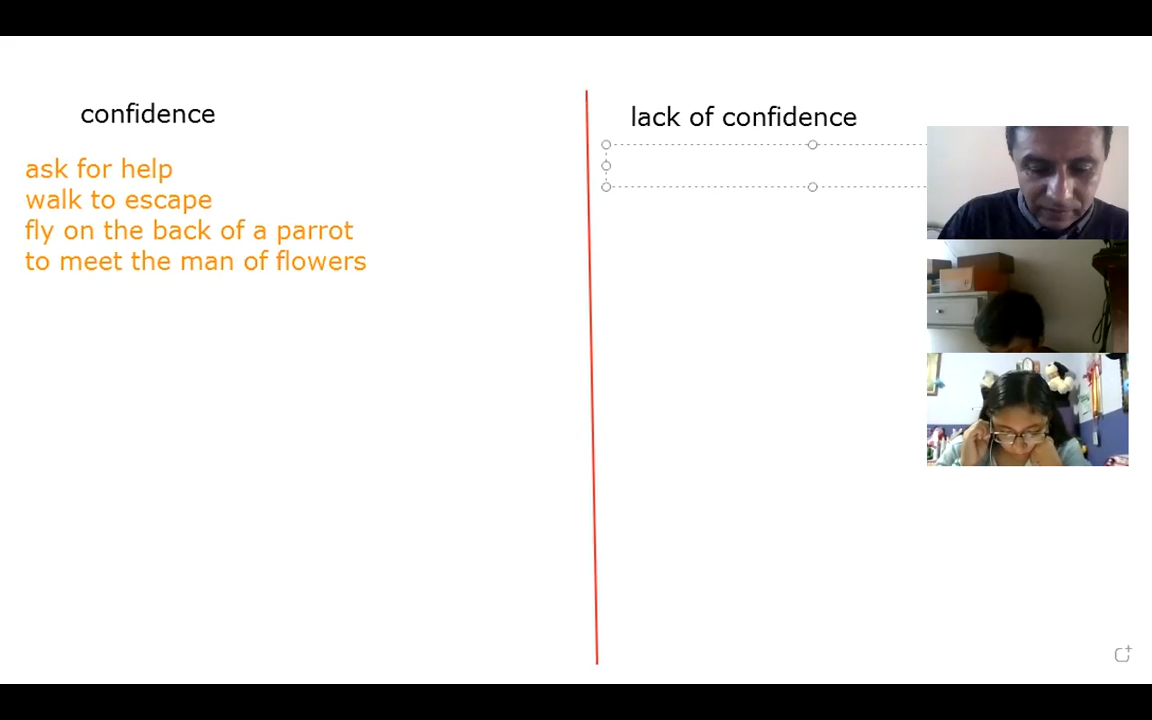 confidence
ask for help
walk to escape
fly on the back of a parrot
to meet the man of flowers
lack of confidence